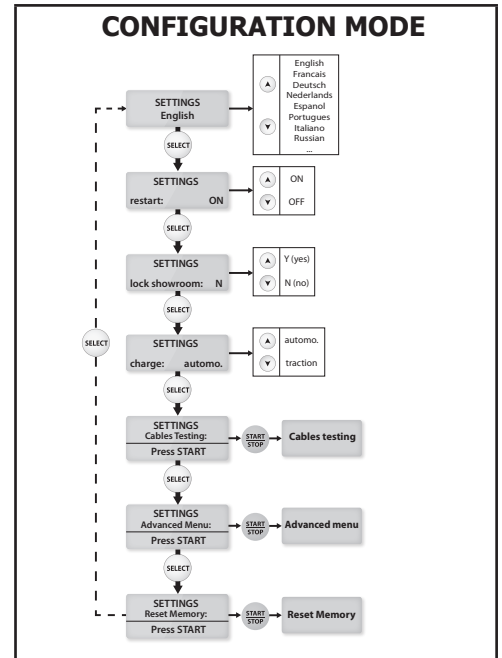 CONFIGURATION MODE
SETTINGS
English
English
Francais
Deutsch
Nederlands
Espanol
Portugues
Italiano
Russian
...
SELECT
SETTINGS
restart: ON
ON
OFF
SELECT
SETTINGS
lock showroom: N
Y (yes)
N (no)
SELECT
SELECT
SETTINGS
charge: automo.
automo.
traction
SELECT
SETTINGS
Cables Testing:
Press START
START
STOP
Cables testing
SELECT
SETTINGS
Advanced Menu:
Press START
START
STOP
Advanced menu
SELECT
SETTINGS
Reset Memory:
Press START
START
STOP
Reset Memory